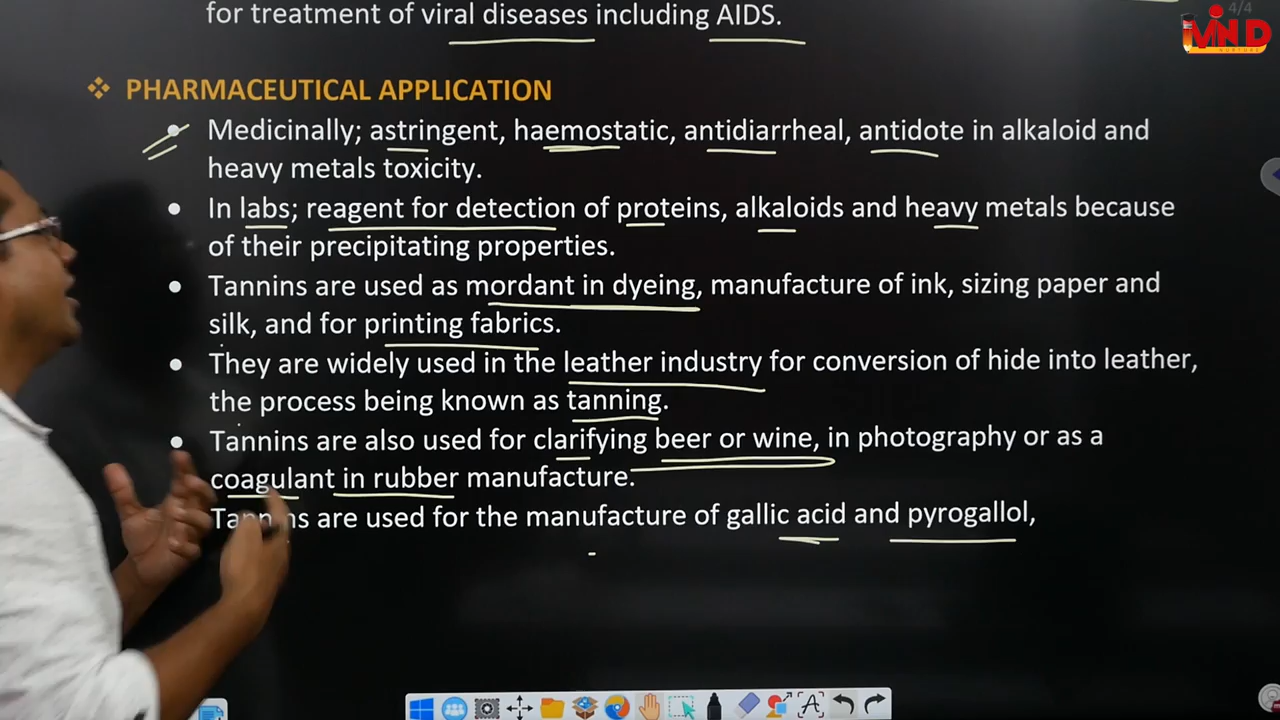 4/4
MIND
NURTURE
for treatment of viral diseases including AIDS.
❖ PHARMACEUTICAL APPLICATION
• Medicinally; astringent, haemostatic, antidiarrheal, antidote in alkaloid and
heavy metals toxicity.
• In labs; reagent for detection of proteins, alkaloids and heavy metals because
of their precipitating properties.
• Tannins are used as mordant in dyeing, manufacture of ink, sizing paper and
silk, and for printing fabrics.
• They are widely used in the leather industry for conversion of hide into leather,
the process being known as tanning.
• Tannins are also used for clarifying beer or wine, in photography or as a
coagulant in rubber manufacture.
Tannins are used for the manufacture of gallic acid and pyrogallol,